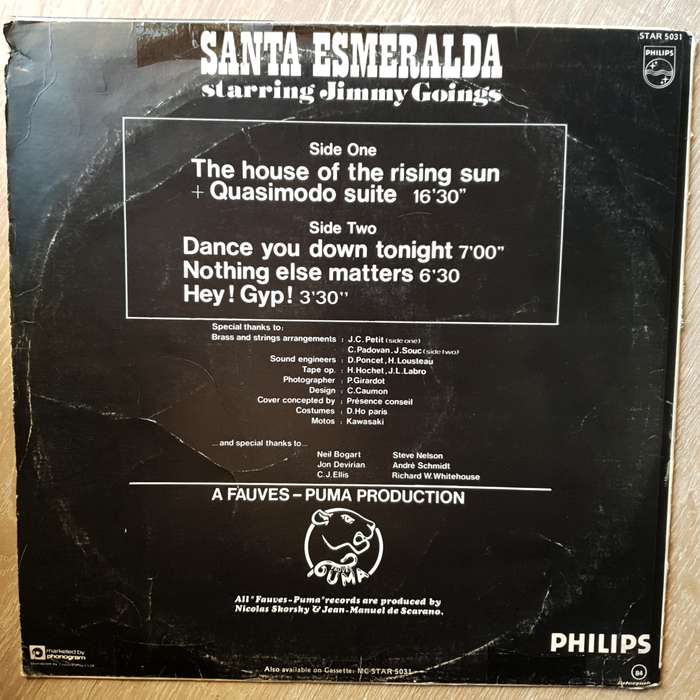 STAR 5031
PHILIPS
SANTA ESMERALDA
starring Jimmy Goings
Side One
The house of the rising sun
+ Quasimodo suite 16'30"
Side Two
Dance you down tonight 7'00"
Nothing else matters 6'30
Hey! Gyp! 3'30''
Special thanks to:
Brass and strings arrangements : J.C. Petit (side one)
C. Padovan, J. Souc (side two)
Sound engineers : D. Poncet, H. Lousteau
Tape op. : H. Hochet, J.L. Labro
Photographer : P. Girardot
Design : C. Caumon
Cover concepted by : Présence conseil
Costumes : D. Ho paris
Motos : Kawasaki
...and special thanks to...
Neil Bogart Steve Nelson
Jon Devirian André Schmidt
C.J. Ellis Richard W. Whitehouse
A FAUVES – PUMA PRODUCTION
FAUVES
PUMA
All "Fauves-Puma" records are produced by
Nicolas Skorsky & Jean-Manuel de Scarano.
marketed by
phonogram
PHILIPS
Also available on Cassette: MC STAR 5031
84